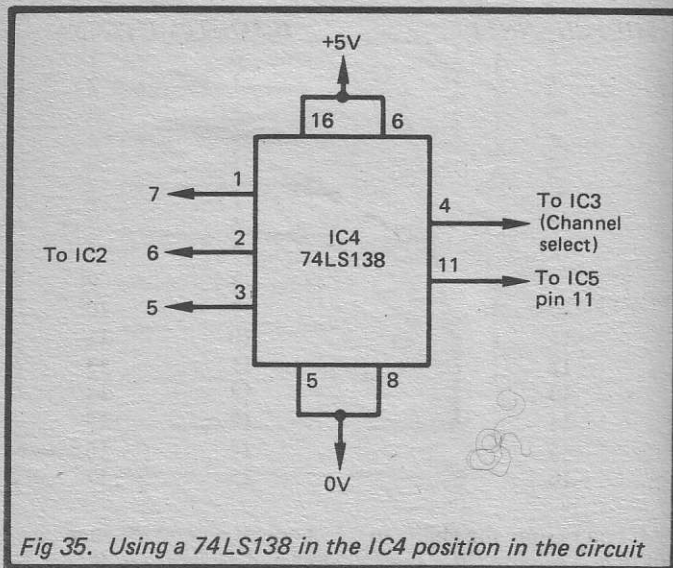 +5V
16 6
1
7
4
To IC3
(Channel
select)
IC4
74LS138
2
To IC2 6
11
To IC5
pin 11
3
5
5 8
0V
Fig 35. Using a 74LS138 in the IC4 position in the circuit